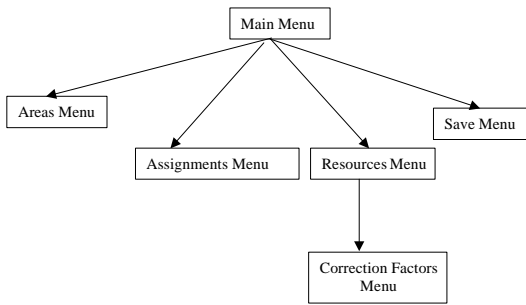 Main Menu
Areas Menu
Save Menu
Assignments Menu
Resources Menu
Correction Factors
Menu